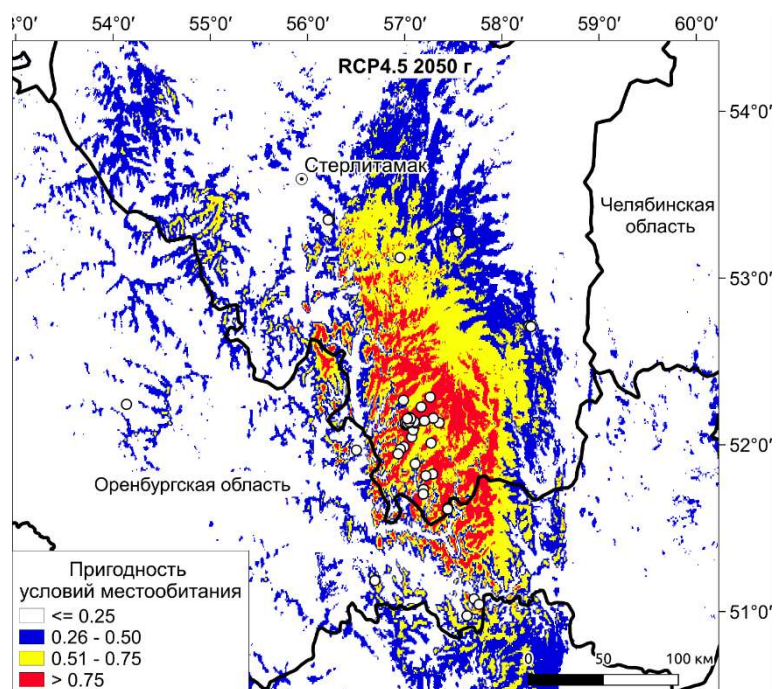 54°0' 55°0' 56°0' 57°0' 58°0' 59°0' 60°0'
RCP4.5 2050 г
54°0'
Стерлитамак
Челябинская
область
53°0'
52°0'
Оренбургская область
Пригодность
условий местообитания
<= 0.25
0.26 - 0.50
0.51 - 0.75
> 0.75
51°0'
0 50 100 км